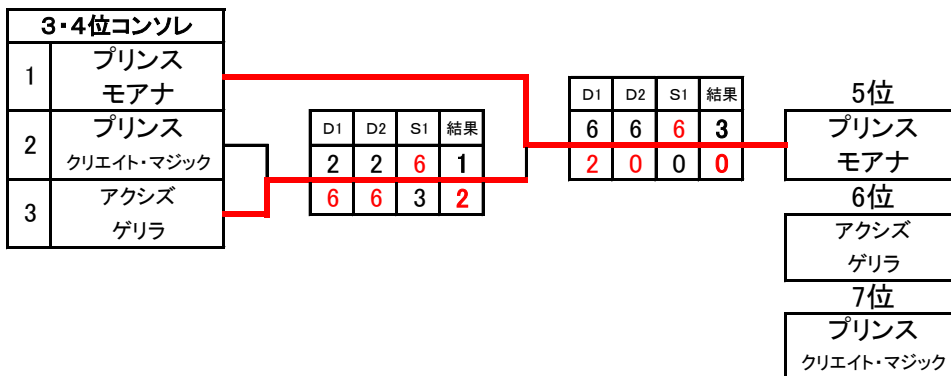 3・4位コンソレ
1 プリンス
モアナ
2 プリンス
クリエイト・マジック
3 アクシズ
ゲリラ
D1 D2 S1 結果
2 2 6 1
6 6 3 2
D1 D2 S1 結果
6 6 6 3
2 0 0 0
5位
プリンス
モアナ
6位
アクシズ
ゲリラ
7位
プリンス
クリエイト・マジック